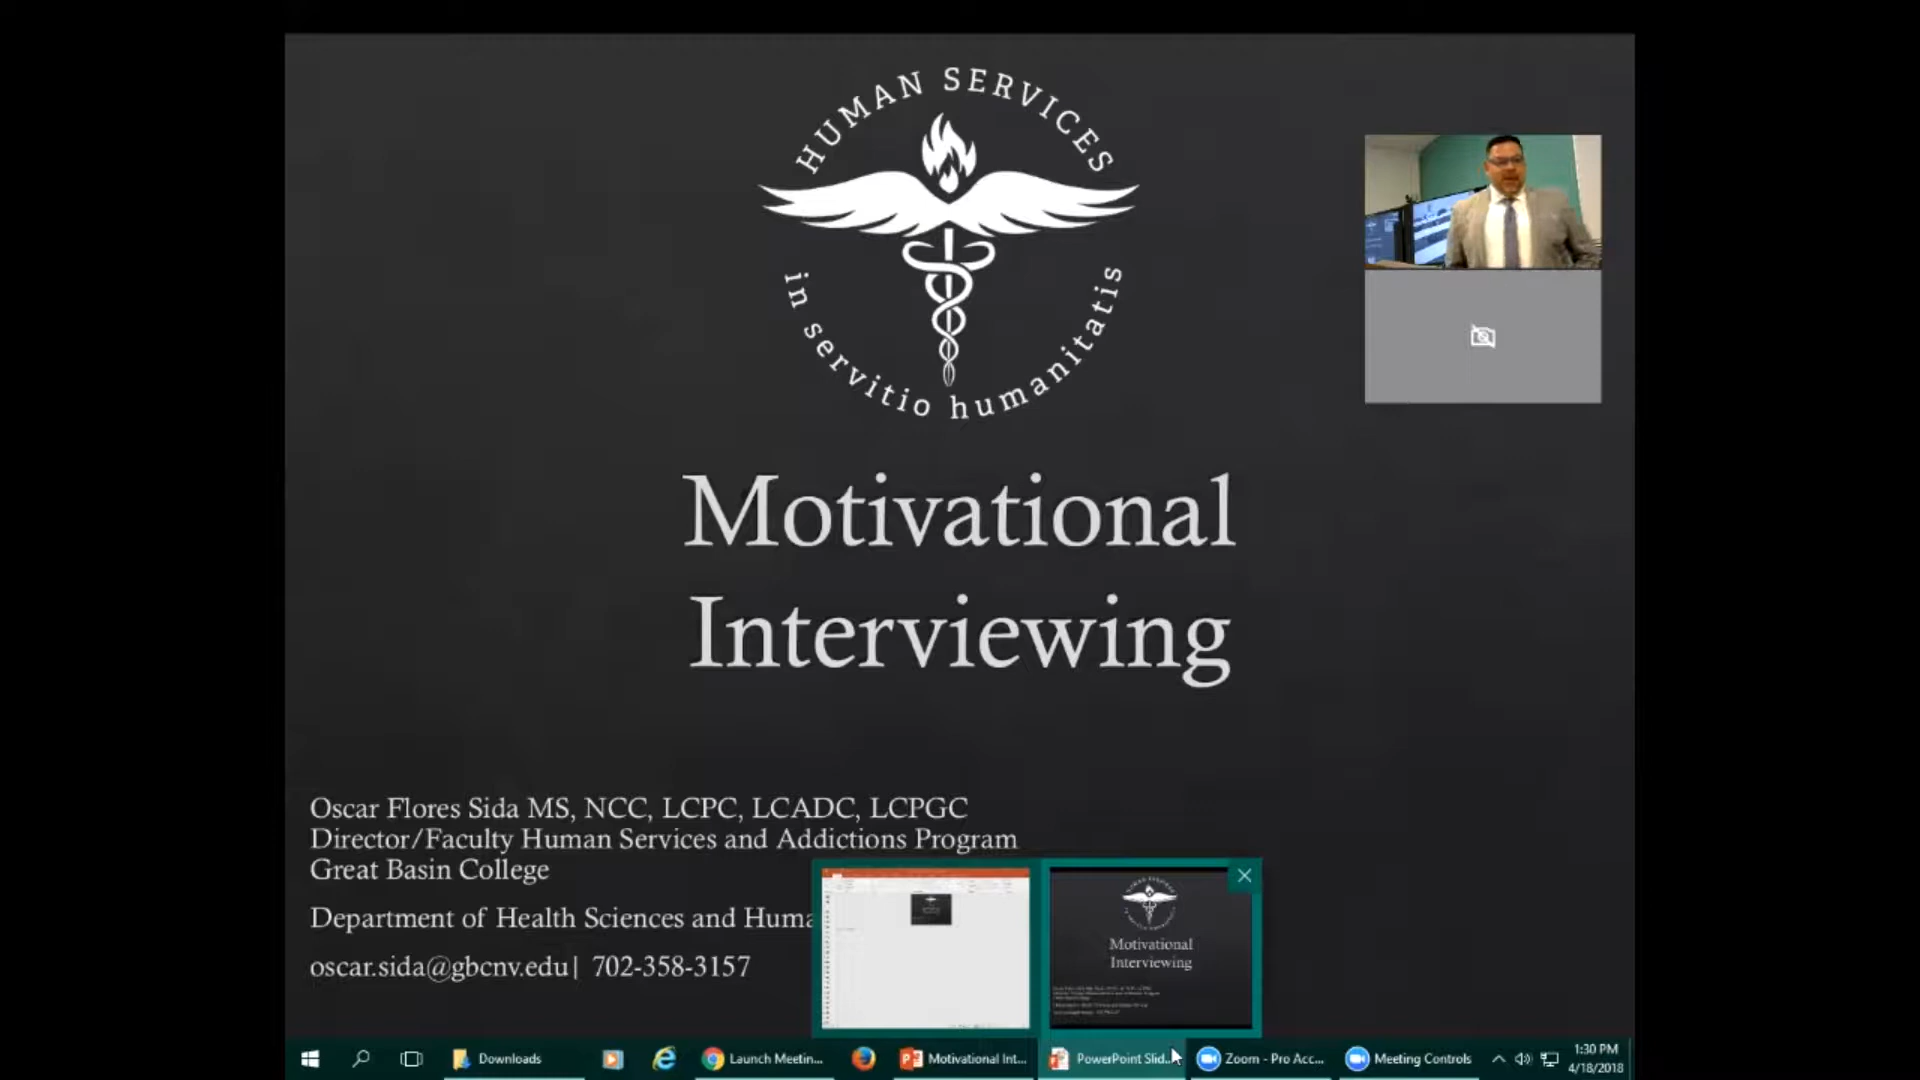 HUMAN SERVICES
in servitio humanitatis
Motivational
Interviewing
Oscar Flores Sida MS, NCC, LCPC, LCADC, LCPGC
Director/Faculty Human Services and Addictions Program
Great Basin College
Department of Health Sciences and Huma
oscar.sida@gbcnv.edu| 702-358-3157
Motivational
Interviewing
Downloads
Launch Meetin...
Motivational Int...
PowerPoint Slid...
Zoom - Pro Acc...
Meeting Controls
1:30 PM
4/18/2018